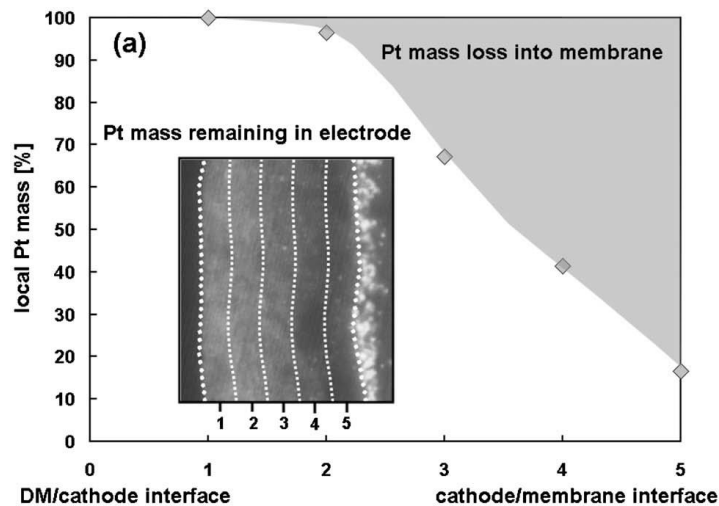 (a)
Pt mass loss into membrane
Pt mass remaining in electrode
local Pt mass [%]
100
90
80
70
60
50
40
30
20
10
0
1 2 3 4 5
0 1 2 3 4 5
DM/cathode interface cathode/membrane interface